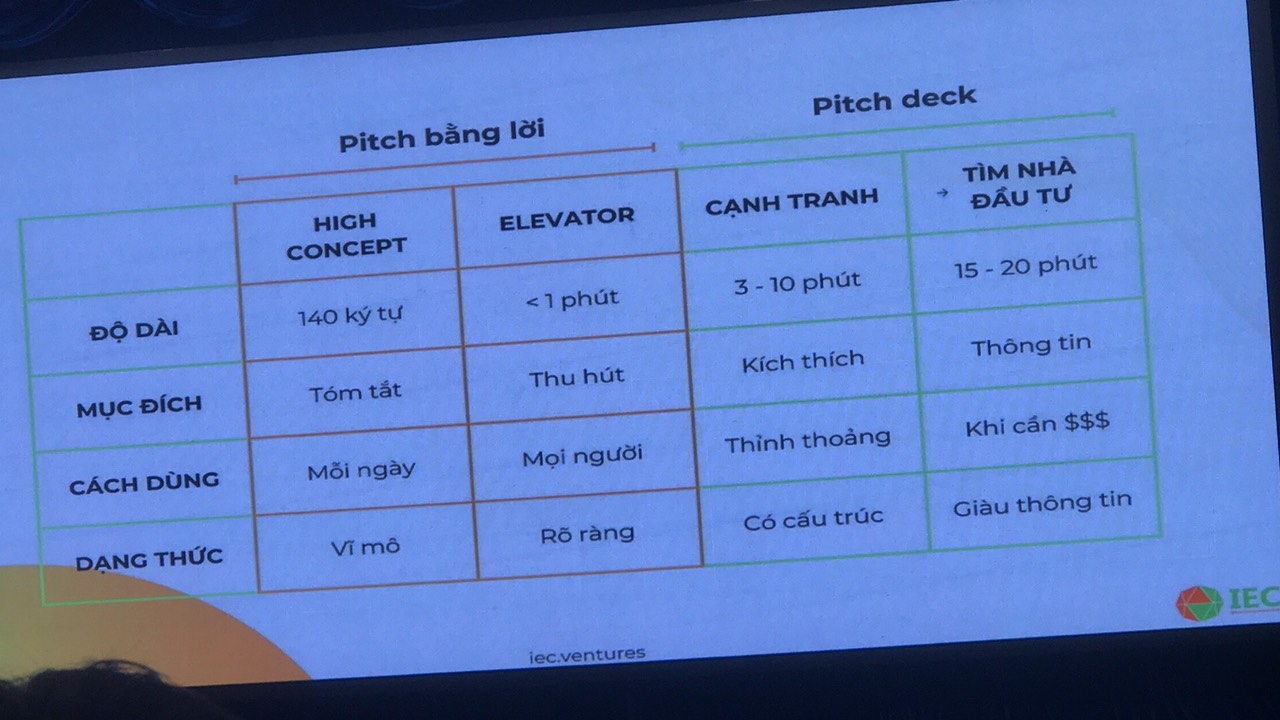 Pitch bằng lời
Pitch deck
HIGH
CONCEPT
ELEVATOR
CẠNH TRANH
→ TÌM NHÀ
ĐẦU TƯ
ĐỘ DÀI
140 ký tự
< 1 phút
3 - 10 phút
15 - 20 phút
MỤC ĐÍCH
Tóm tắt
Thu hút
Kích thích
Thông tin
CÁCH DÙNG
Mỗi ngày
Mọi người
Thỉnh thoảng
Khi cần $$$
DẠNG THỨC
Vĩ mô
Rõ ràng
Có cấu trúc
Giàu thông tin
IEC
iec.ventures